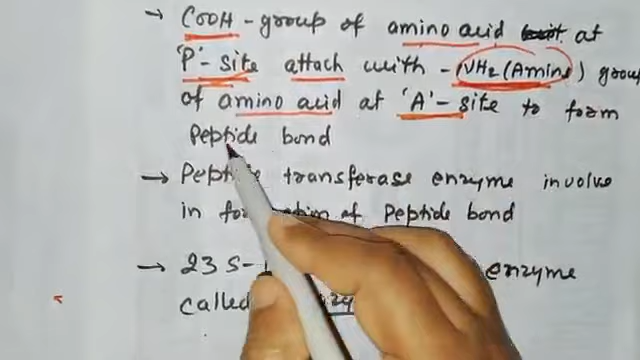 → COOH - group of amino acid at
'P' - site attach with - NH2 (Amine) group
of amino acid at 'A' - site to form
Peptide bond
→ Peptide transferase enzyme involve
in of Peptide bond
→ 23 S - enzyme
called